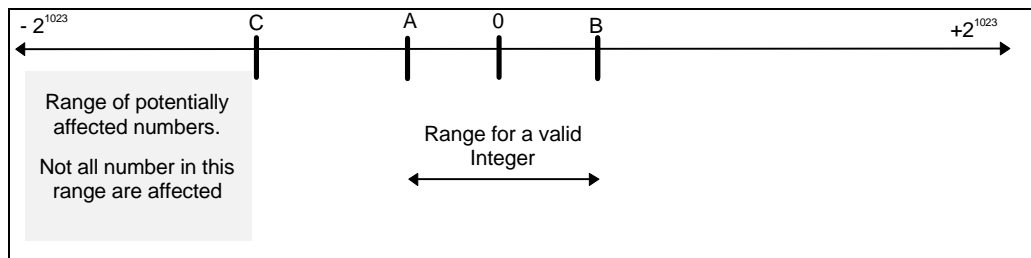 - 2^1023 C A 0 B +2^1023
Range of potentially
affected numbers.
Not all number in this
range are affected
Range for a valid
Integer